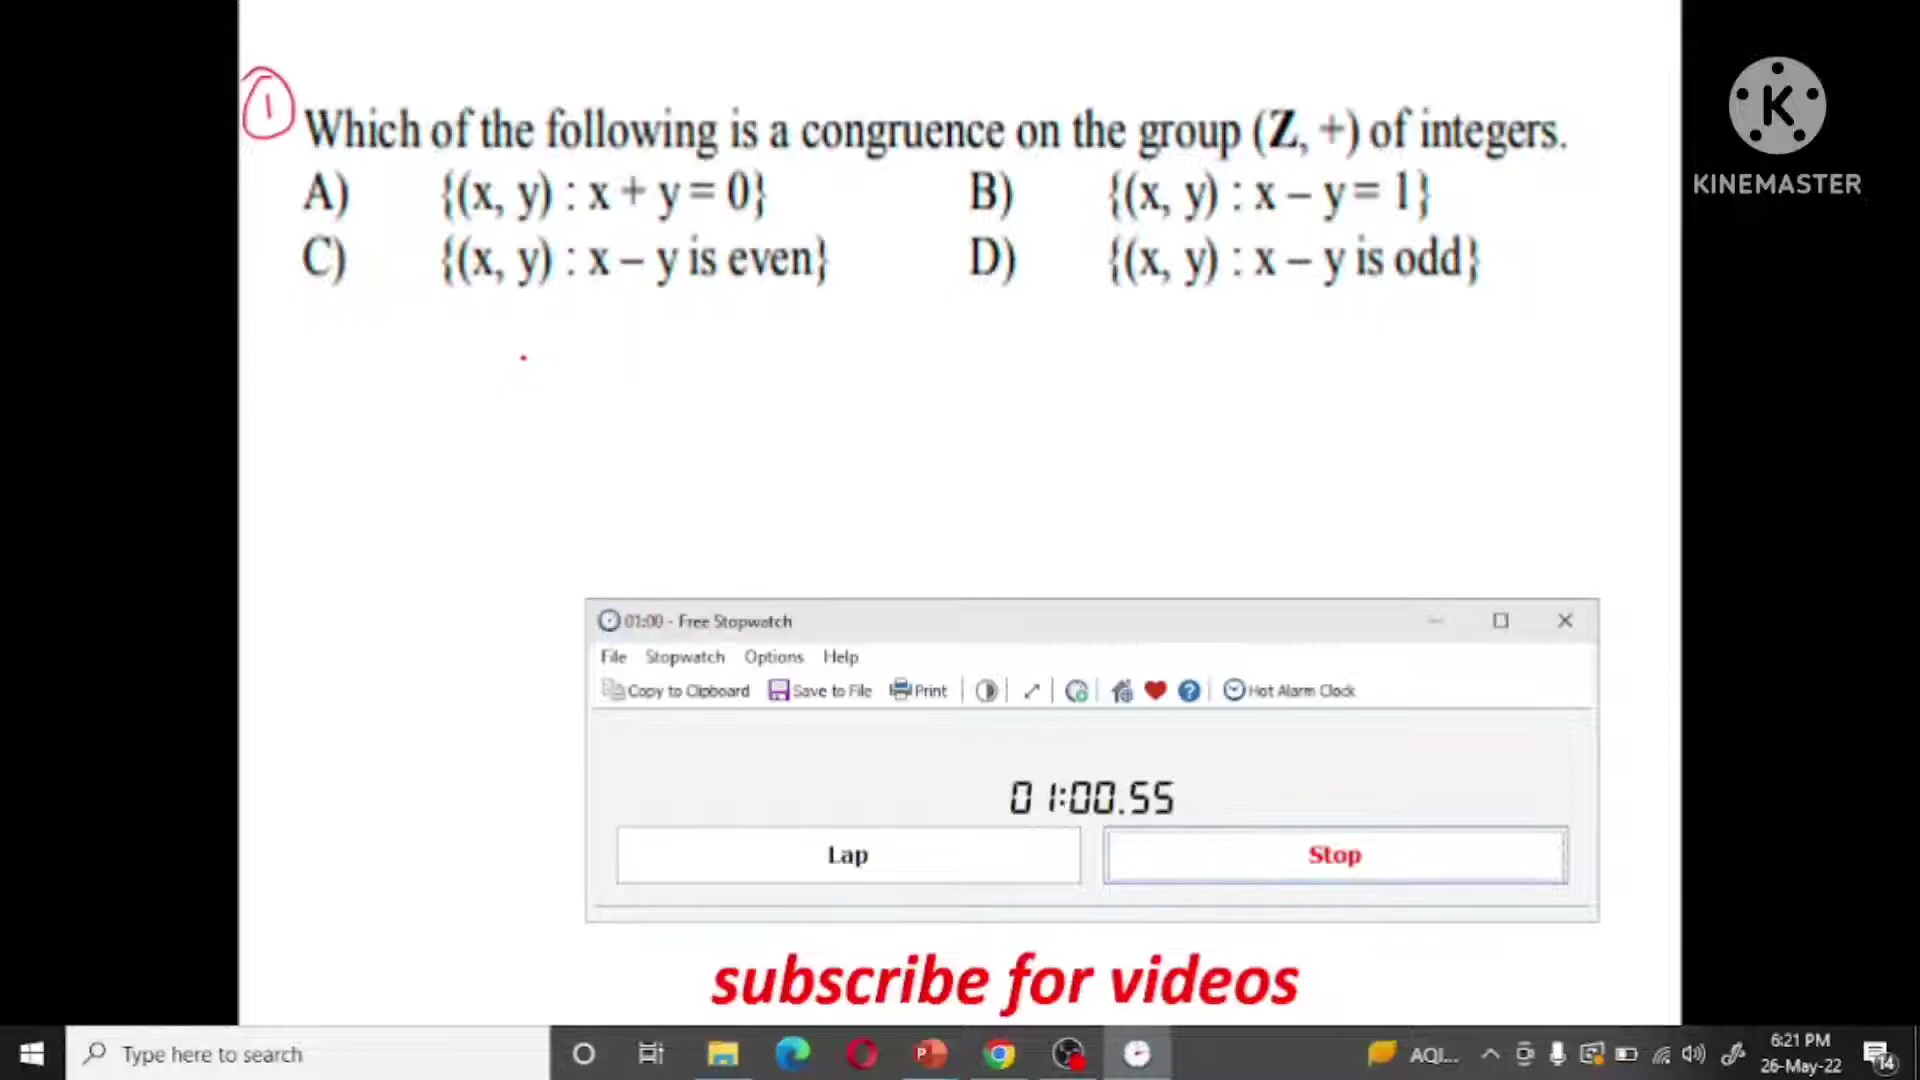 1
Which of the following is a congruence on the group (Z, +) of integers.
A) {(x, y) : x + y = 0} B) {(x, y) : x – y = 1}
C) {(x, y) : x – y is even} D) {(x, y) : x – y is odd}
K
KINEMASTER
01:00 - Free Stopwatch
File Stopwatch Options Help
Copy to Clipboard Save to File Print Hot Alarm Clock
01:00.55
Lap Stop
subscribe for videos
Type here to search
AQI...
6:21 PM
26-May-22
14